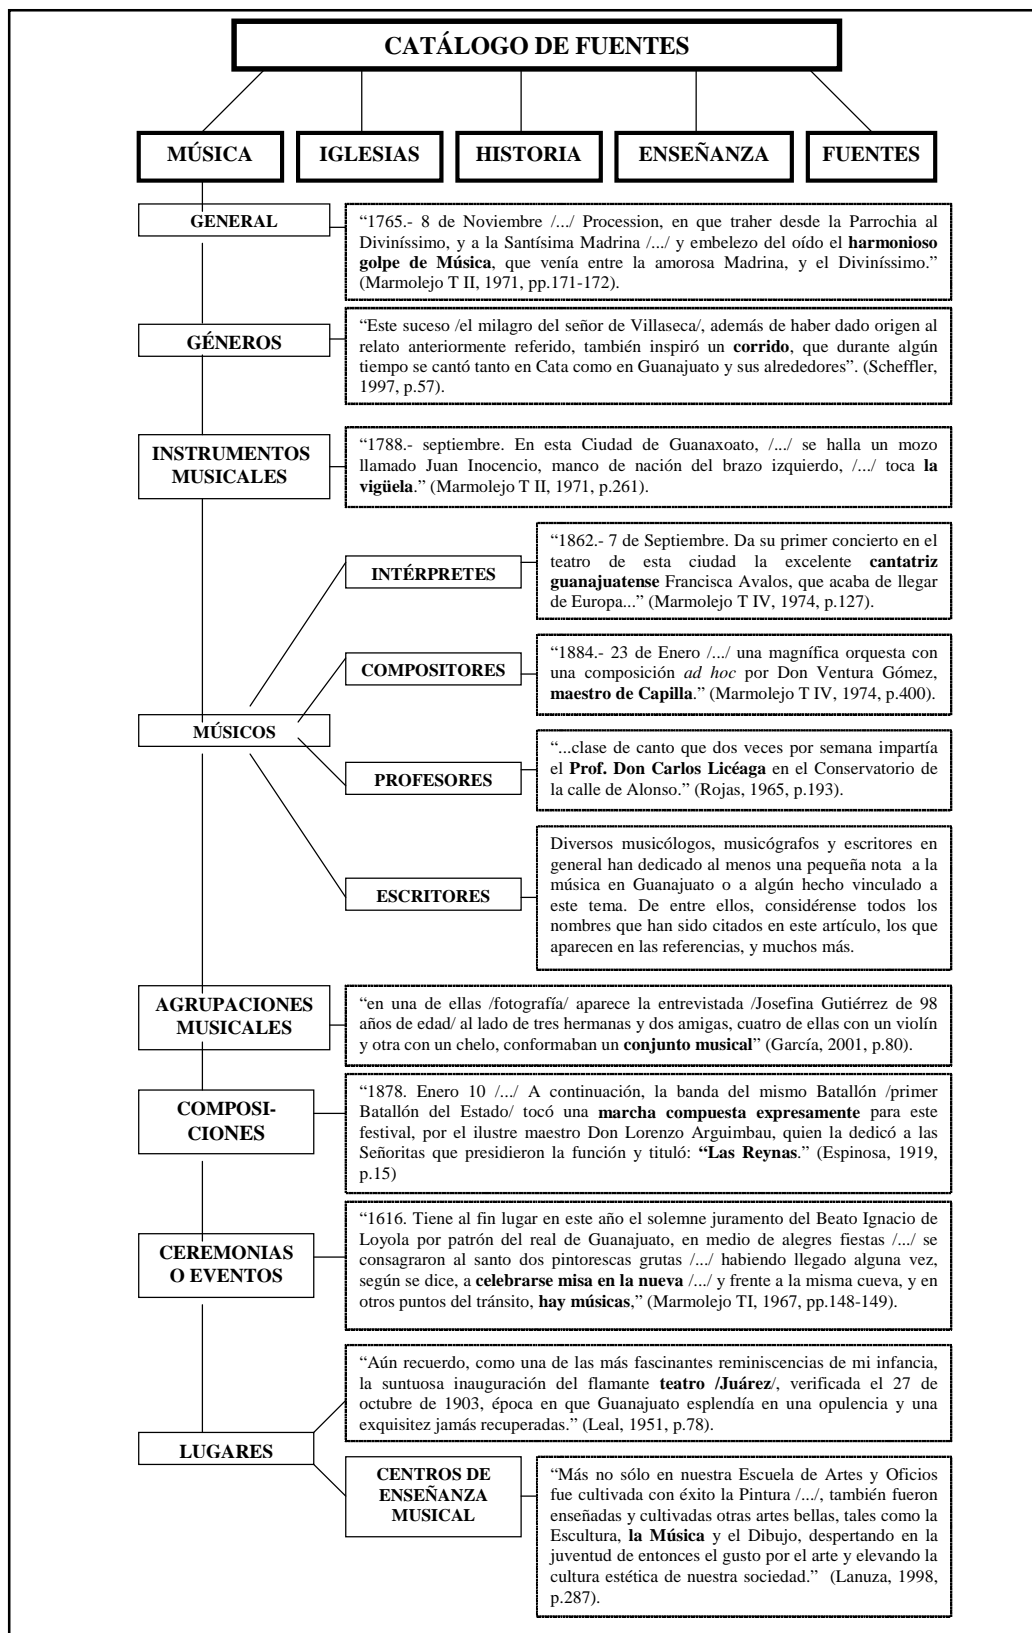 CATÁLOGO DE FUENTES
MÚSICA
IGLESIAS
HISTORIA
ENSEÑANZA
FUENTES
GENERAL
“1765.- 8 de Noviembre /.../ Procession, en que traher desde la Parrochia al
Diviníssimo, y a la Santísima Madrina /.../ y embelezo del oído el harmonioso
golpe de Música, que venía entre la amorosa Madrina, y el Diviníssimo.”
(Marmolejo T II, 1971, pp.171-172).
GÉNEROS
“Este suceso /el milagro del señor de Villaseca/, además de haber dado origen al
relato anteriormente referido, también inspiró un corrido, que durante algún
tiempo se cantó tanto en Cata como en Guanajuato y sus alrededores”. (Scheffler,
1997, p.57).
INSTRUMENTOS
MUSICALES
“1788.- septiembre. En esta Ciudad de Guanaxoato, /.../ se halla un mozo
llamado Juan Inocencio, manco de nación del brazo izquierdo, /.../ toca la
vigüela.” (Marmolejo T II, 1971, p.261).
MÚSICOS
INTÉRPRETES
“1862.- 7 de Septiembre. Da su primer concierto en el
teatro de esta ciudad la excelente cantatriz
guanajuatense Francisca Avalos, que acaba de llegar
de Europa...” (Marmolejo T IV, 1974, p.127).
COMPOSITORES
“1884.- 23 de Enero /.../ una magnífica orquesta con
una composición ad hoc por Don Ventura Gómez,
maestro de Capilla.” (Marmolejo T IV, 1974, p.400).
PROFESORES
“...clase de canto que dos veces por semana impartía
el Prof. Don Carlos Licéaga en el Conservatorio de
la calle de Alonso.” (Rojas, 1965, p.193).
ESCRITORES
Diversos musicólogos, musicógrafos y escritores en
general han dedicado al menos una pequeña nota a la
música en Guanajuato o a algún hecho vinculado a
este tema. De entre ellos, considérense todos los
nombres que han sido citados en este artículo, los que
aparecen en las referencias, y muchos más.
AGRUPACIONES
MUSICALES
“en una de ellas /fotografía/ aparece la entrevistada /Josefina Gutiérrez de 98
años de edad/ al lado de tres hermanas y dos amigas, cuatro de ellas con un violín
y otra con un chelo, conformaban un conjunto musical” (García, 2001, p.80).
COMPOSI-
CIONES
“1878. Enero 10 /.../ A continuación, la banda del mismo Batallón /primer
Batallón del Estado/ tocó una marcha compuesta expresamente para este
festival, por el ilustre maestro Don Lorenzo Arguimbau, quien la dedicó a las
Señoritas que presidieron la función y tituló: “Las Reynas.” (Espinosa, 1919,
p.15)
CEREMONIAS
O EVENTOS
“1616. Tiene al fin lugar en este año el solemne juramento del Beato Ignacio de
Loyola por patrón del real de Guanajuato, en medio de alegres fiestas /.../ se
consagraron al santo dos pintorescas grutas /.../ habiendo llegado alguna vez,
según se dice, a celebrarse misa en la nueva /.../ y frente a la misma cueva, y en
otros puntos del tránsito, hay músicas,” (Marmolejo TI, 1967, pp.148-149).
LUGARES
“Aún recuerdo, como una de las más fascinantes reminiscencias de mi infancia,
la suntuosa inauguración del flamante teatro /Juárez/, verificada el 27 de
octubre de 1903, época en que Guanajuato esplendía en una opulencia y una
exquisitez jamás recuperadas.” (Leal, 1951, p.78).
CENTROS DE
ENSEÑANZA
MUSICAL
“Más no sólo en nuestra Escuela de Artes y Oficios
fue cultivada con éxito la Pintura /.../, también fueron
enseñadas y cultivadas otras artes bellas, tales como la
Escultura, la Música y el Dibujo, despertando en la
juventud de entonces el gusto por el arte y elevando la
cultura estética de nuestra sociedad.” (Lanuza, 1998,
p.287).